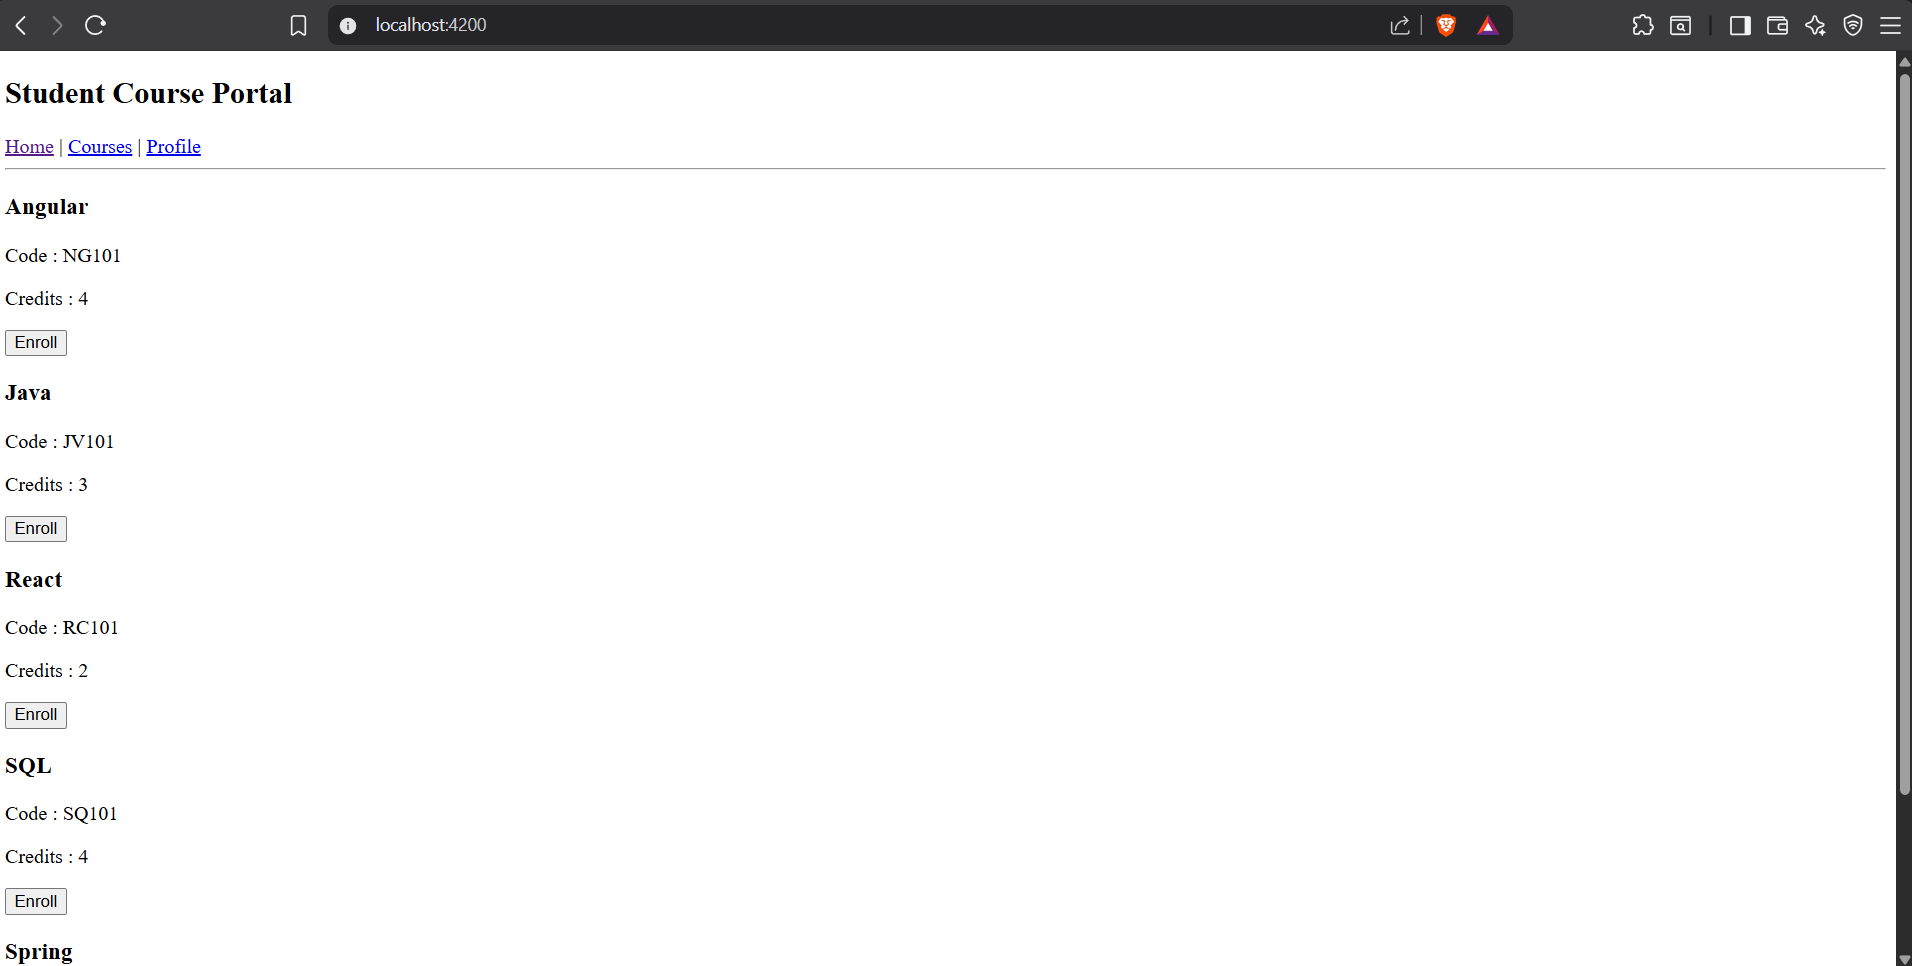 localhost:4200
Student Course Portal
Home | Courses | Profile
Angular
Code : NG101
Credits : 4
Enroll
Java
Code : JV101
Credits : 3
Enroll
React
Code : RC101
Credits : 2
Enroll
SQL
Code : SQ101
Credits : 4
Enroll
Spring